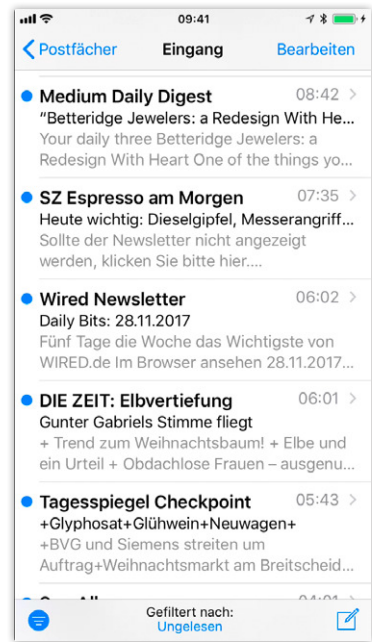 09:41
Postfächer Eingang Bearbeiten
Medium Daily Digest 08:42
"Betteridge Jewelers: a Redesign With He...
Your daily three Betteridge Jewelers: a
Redesign With Heart One of the things yo...
SZ Espresso am Morgen 07:35
Heute wichtig: Dieselgipfel, Messerangriff...
Sollte der Newsletter nicht angezeigt
werden, klicken Sie bitte hier....
Wired Newsletter 06:02
Daily Bits: 28.11.2017
Fünf Tage die Woche das Wichtigste von
WIRED.de Im Browser ansehen 28.11.2017...
DIE ZEIT: Elbvertiefung 06:01
Gunter Gabriels Stimme fliegt
+ Trend zum Weihnachtsbaum! + Elbe und
ein Urteil + Obdachlose Frauen – ausgenu...
Tagesspiegel Checkpoint 05:43
+Glyphosat+Glühwein+Neuwagen+
+BVG und Siemens streiten um
Auftrag+Weihnachtsmarkt am Breitscheid...
Gefiltert nach:
Ungelesen